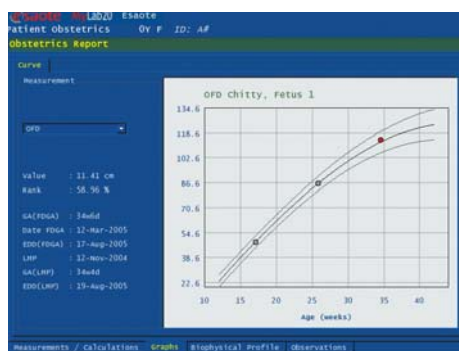 esaote MyLab20 Esaote
Patient obstetrics 0Y F ID: A#
Obstetrics Report
Curve
Measurement
OFD
Value : 11.41 cm
Rank : 58.96 %
GA(FDGA) : 34w6d
Date FDGA : 12-Mar-2005
EDD(FDGA) : 17-Aug-2005
LMP : 12-Nov-2004
GA(LMP) : 34w4d
EDD(LMP) : 19-Aug-2005
OFD Chitty, Fetus 1
134.6
118.6
102.6
86.6
70.6
54.6
38.6
22.6
10 15 20 25 30 35 40
Age (weeks)
Measurements / Calculations Graphs Biophysical Profile Observations